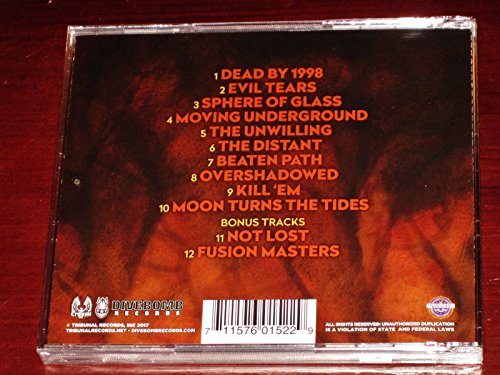 1 DEAD BY 1998
2 EVIL TEARS
3 SPHERE OF GLASS
4 MOVING UNDERGROUND
5 THE UNWILLING
6 THE DISTANT
7 BEATEN PATH
8 OVERSHADOWED
9 KILL 'EM
10 MOON TURNS THE TIDES
BONUS TRACKS
11 NOT LOST
12 FUSION MASTERS
DIVEBOMB
RECORDS
© TRIBUNAL RECORDS, INC 2017
TRIBUNALRECORDS.NET • DIVEBOMBRECORDS.COM
7 11576 01522 9
ALL RIGHTS RESERVED. UNAUTHORIZED DUPLICATION
IS A VIOLATION OF STATE AND FEDERAL LAWS